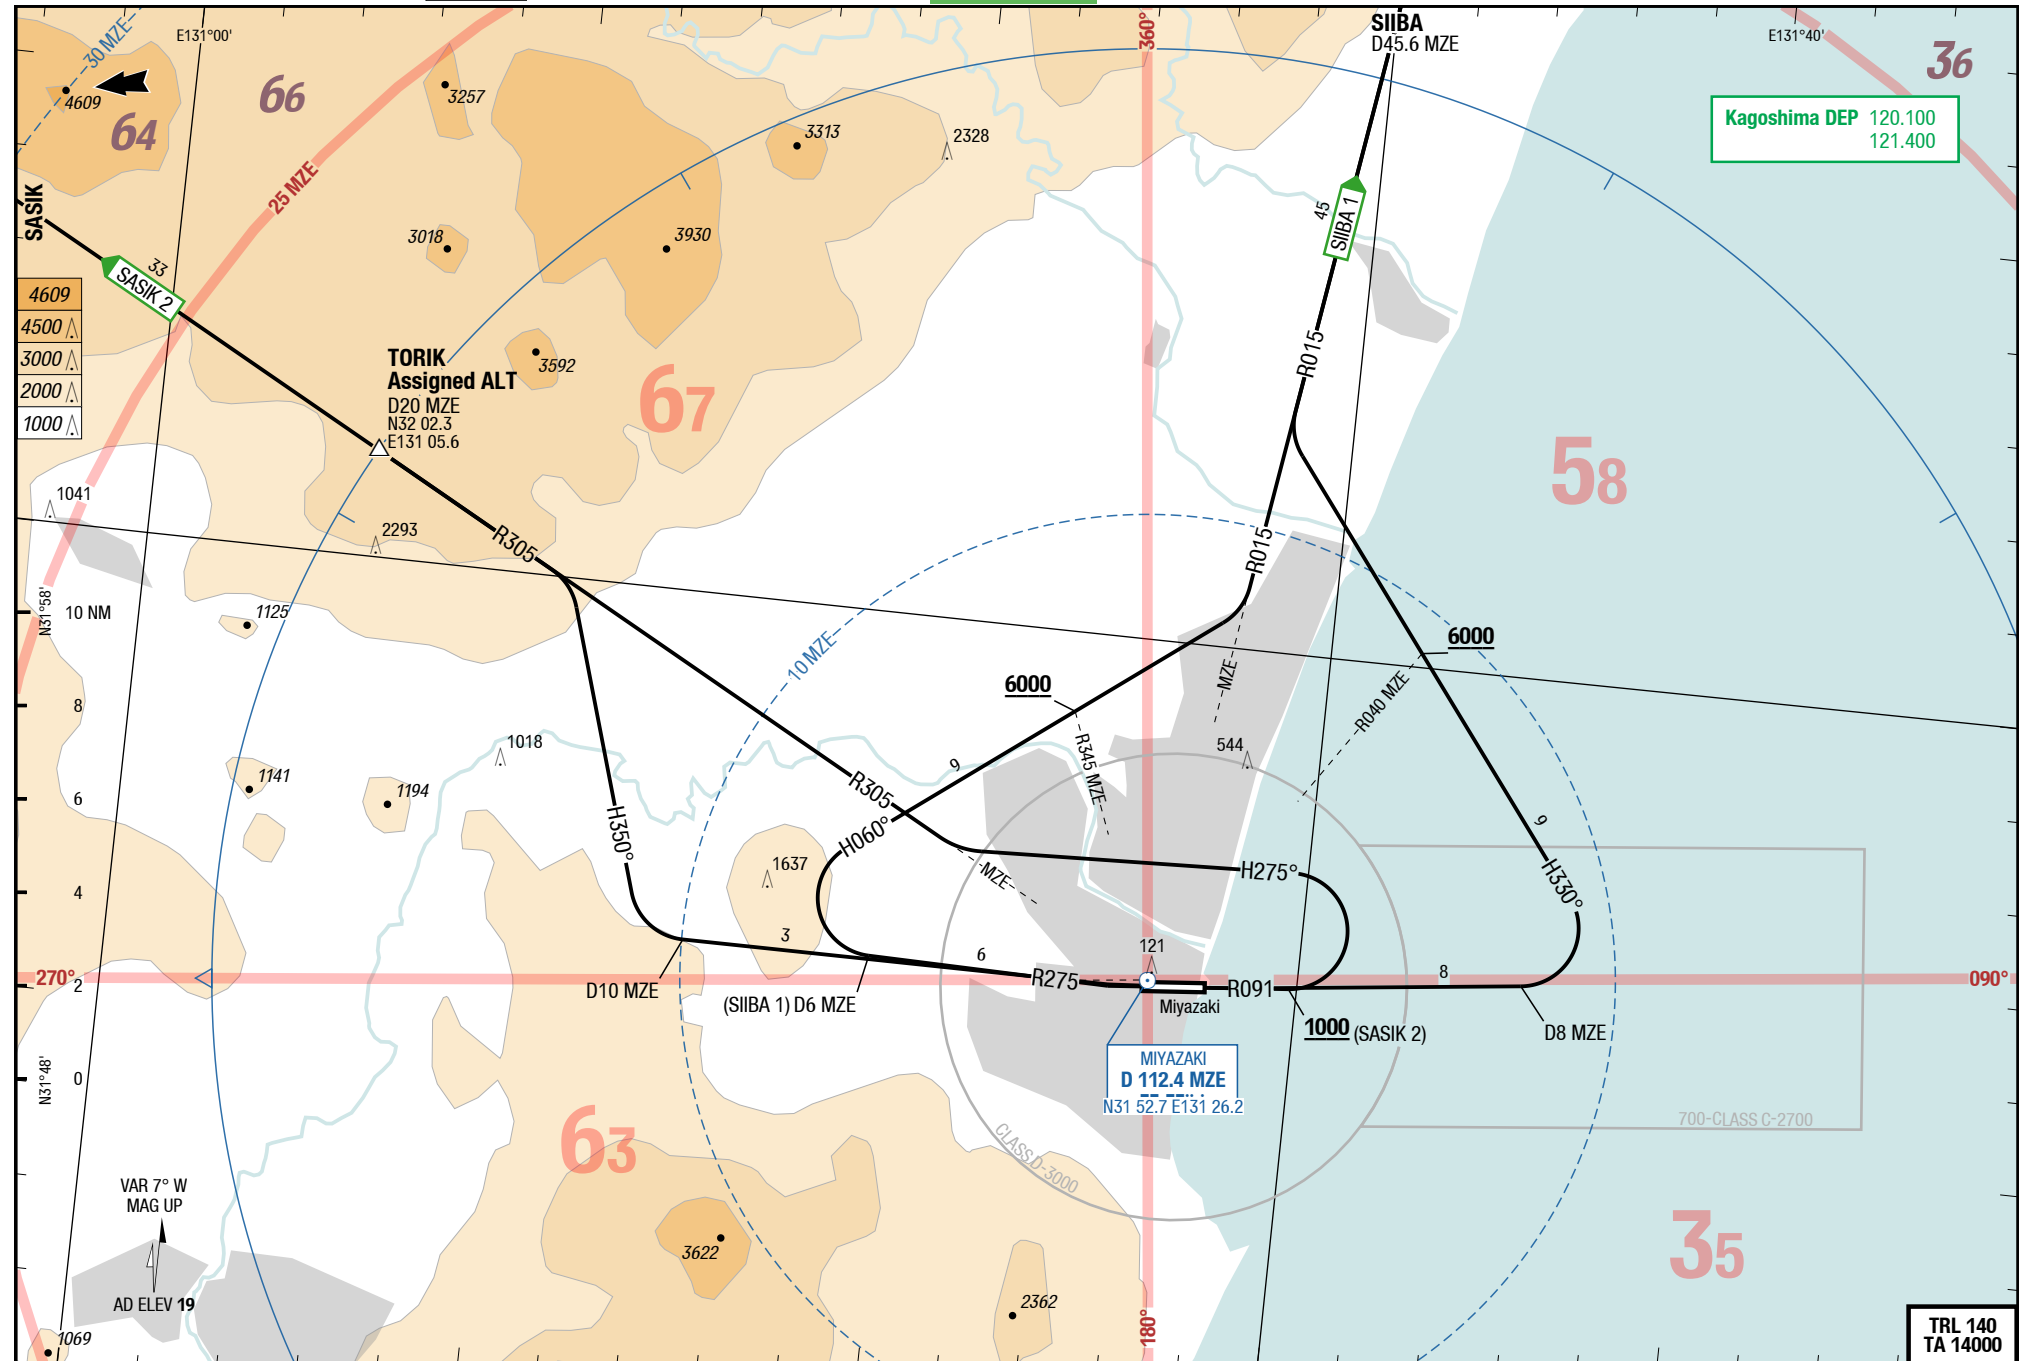 SIIBA
D45.6 MZE
E131°00'
E131°40'
360°
30 MZE
4609
64
66
3257
3313
2328
36
Kagoshima DEP 120.100
121.400
25 MZE
SASIK
33
SASIK 2
3018
3930
45
SIIBA 1
4609
4500
3000
2000
1000
TORIK
Assigned ALT
D20 MZE
N32 02.3
E131 05.6
3592
67
R015
58
1041
2293
R305
R015
N31°58'
10 NM
1125
10 MZE
6000
6000
MZE
R040 MZE
8
1018
544
R345 MZE
9
1141
6
1194
R305
H350°
H060°
9
1637
MZE
H275°
H330°
4
3
6
121
8
270°
2
R275
R091
090°
D10 MZE
(SIIBA 1) D6 MZE
Miyazaki
1000 (SASIK 2)
D8 MZE
MIYAZAKI
D 112.4 MZE
N31 52.7 E131 26.2
N31°48'
0
63
CLASS D-3000
700-CLASS C-2700
VAR 7° W
MAG UP
3622
35
AD ELEV 19
2362
1069
180°
TRL 140
TA 14000